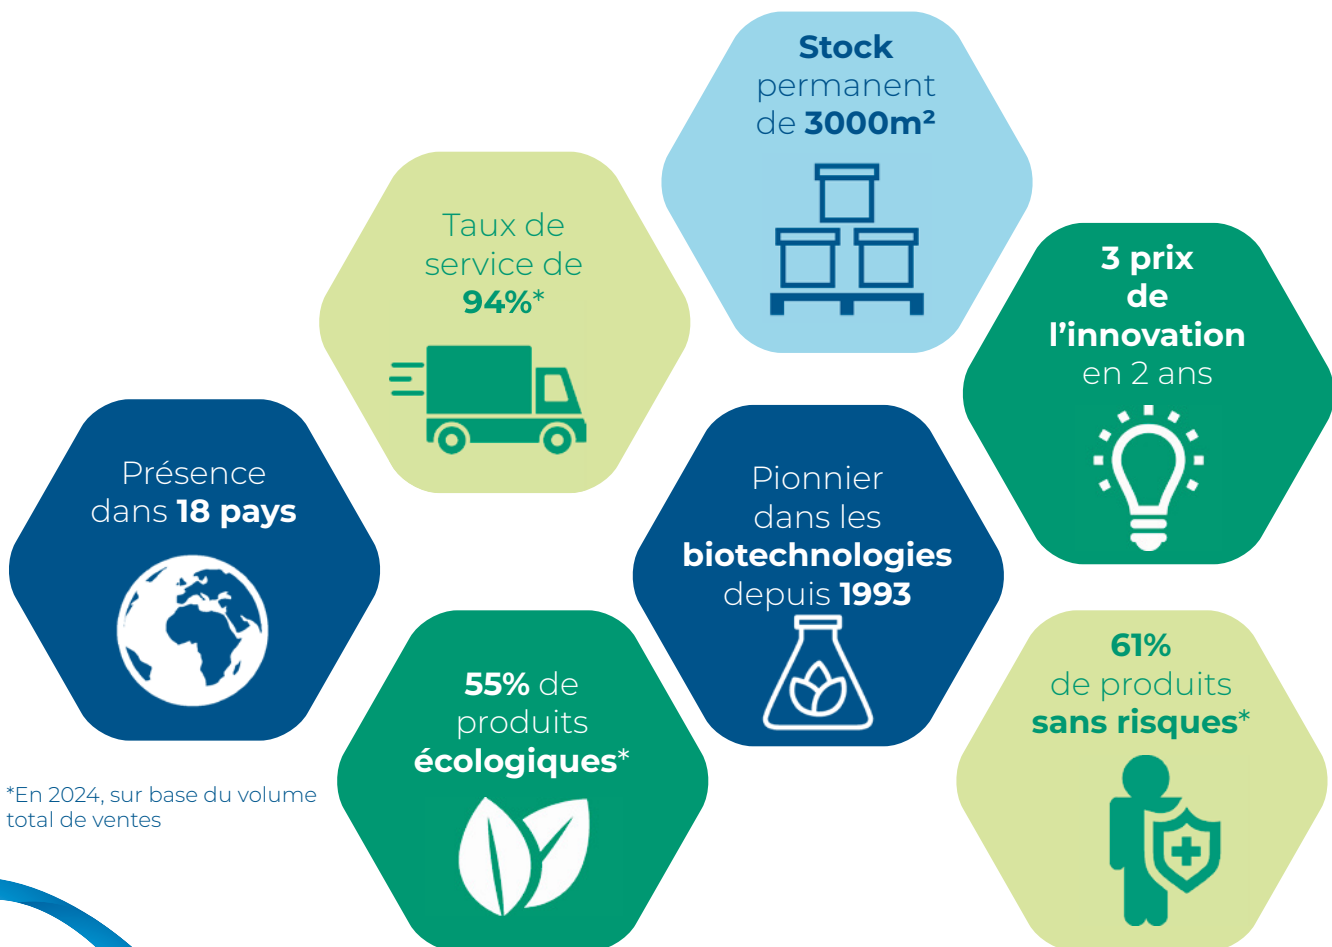 Stock
permanent
de 3000m²
Taux de
service de
94%*
3 prix
de
l’innovation
en 2 ans
Présence
dans 18 pays
Pionnier
dans les
biotechnologies
depuis 1993
55% de
produits
écologiques*
61%
de produits
sans risques*
*En 2024, sur base du volume
total de ventes